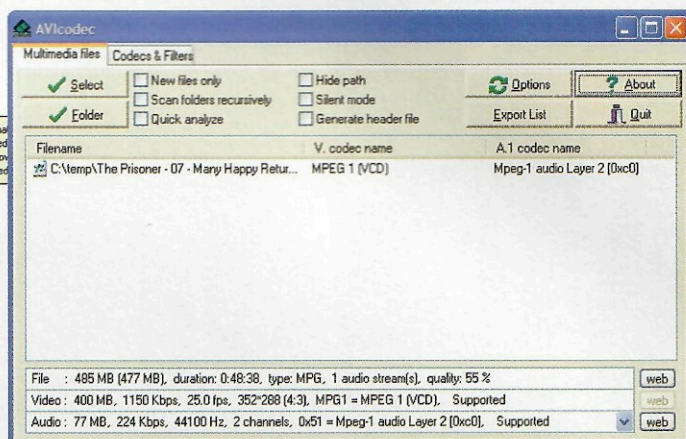 AVIcodec
Multimedia files Codecs & Filters
Select New files only Hide path Options ? About
Scan folders recursively Silent mode
Folder Quick analyze Generate header file Export List Quit
Filename V. codec name A.1 codec name
C:\temp\The Prisoner - 07 - Many Happy Retur... MPEG 1 (VCD) Mpeg-1 audio Layer 2 [0xc0]
File : 485 MB (477 MB), duration: 0:48:38, type: MPG, 1 audio stream(s), quality: 55 % web
Video : 400 MB, 1150 Kbps, 25.0 fps, 352*288 (4:3), MPG1 = MPEG 1 (VCD), Supported web
Audio : 77 MB, 224 Kbps, 44100 Hz, 2 channels, 0x51 = Mpeg-1 audio Layer 2 [0xc0], Supported web